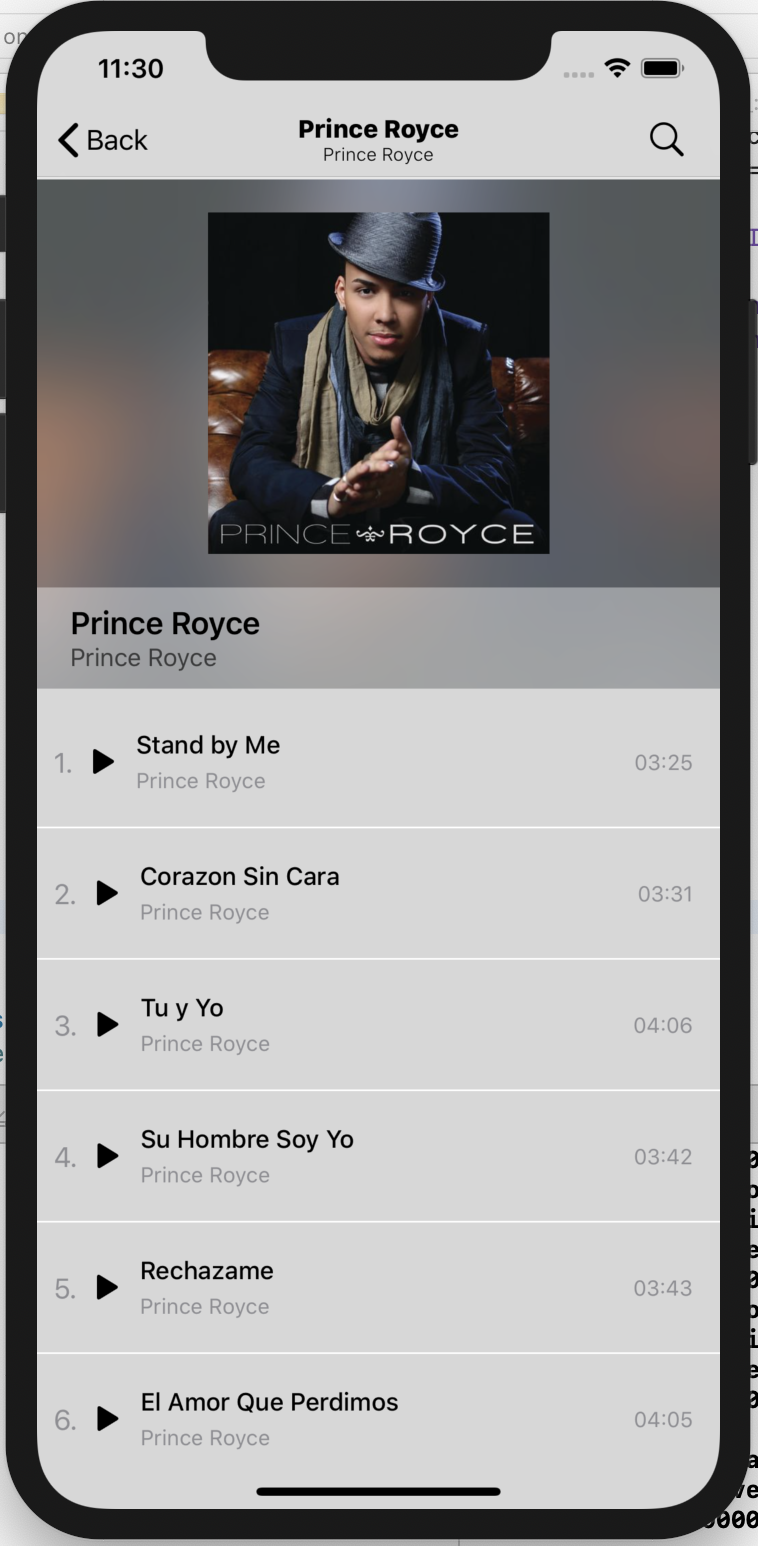 11:30
Back
Prince Royce
Prince Royce
PRINCE ROYCE
Prince Royce
Prince Royce
1.
Stand by Me
Prince Royce
03:25
2.
Corazon Sin Cara
Prince Royce
03:31
3.
Tu y Yo
Prince Royce
04:06
4.
Su Hombre Soy Yo
Prince Royce
03:42
5.
Rechazame
Prince Royce
03:43
6.
El Amor Que Perdimos
Prince Royce
04:05